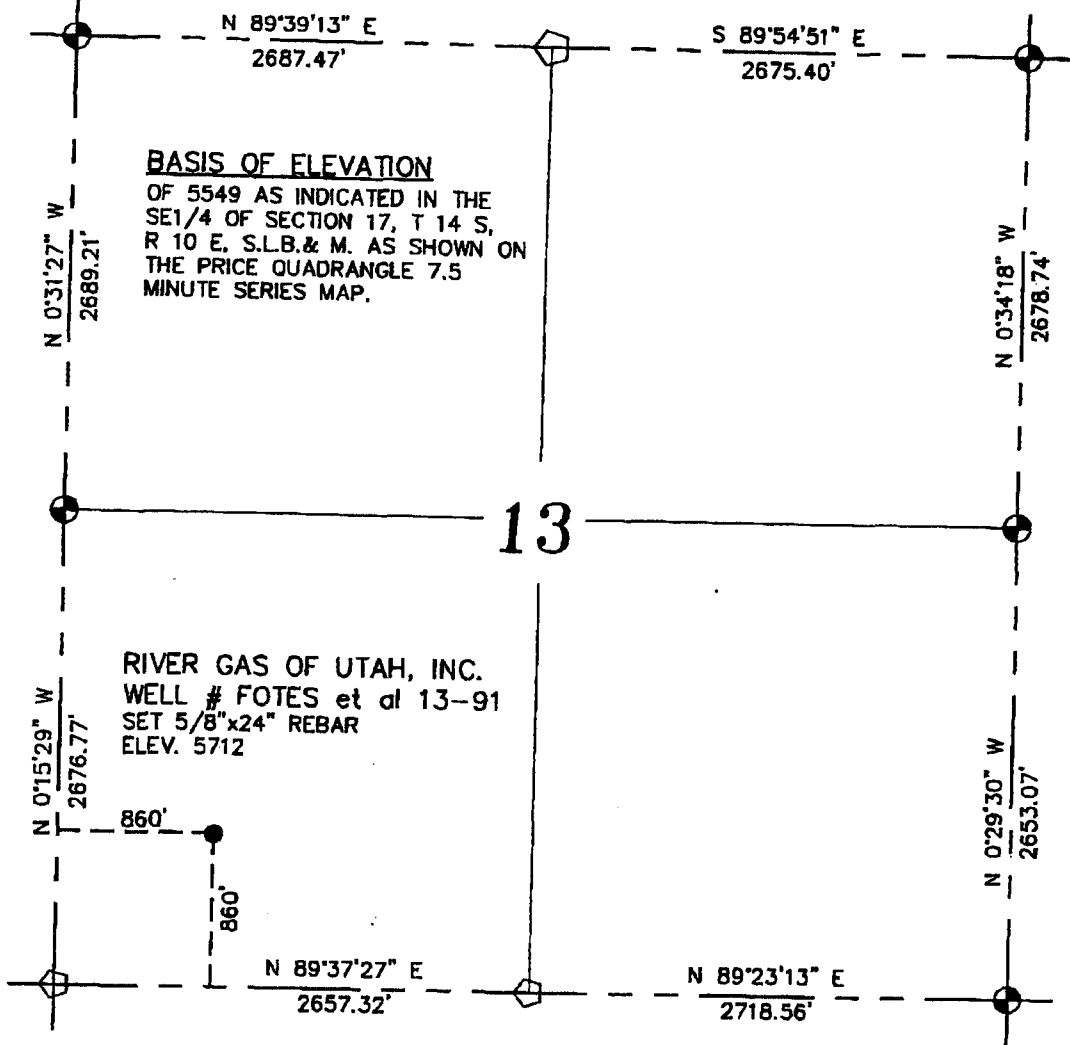 N 89°39'13" E
2687.47'
S 89°54'51" E
2675.40'
BASIS OF ELEVATION
OF 5549 AS INDICATED IN THE
SE1/4 OF SECTION 17, T 14 S,
R 10 E, S.L.B.& M. AS SHOWN ON
THE PRICE QUADRANGLE 7.5
MINUTE SERIES MAP.
N 0°31'27" W
2689.21'
N 0°34'18" W
2678.74'
13
RIVER GAS OF UTAH, INC.
WELL # FOTES et al 13-91
SET 5/8"x24" REBAR
ELEV. 5712
N 0°15'29" W
2676.77'
860'
860'
N 0°29'30" W
2653.07'
N 89°37'27" E
2657.32'
N 89°23'13" E
2718.56'